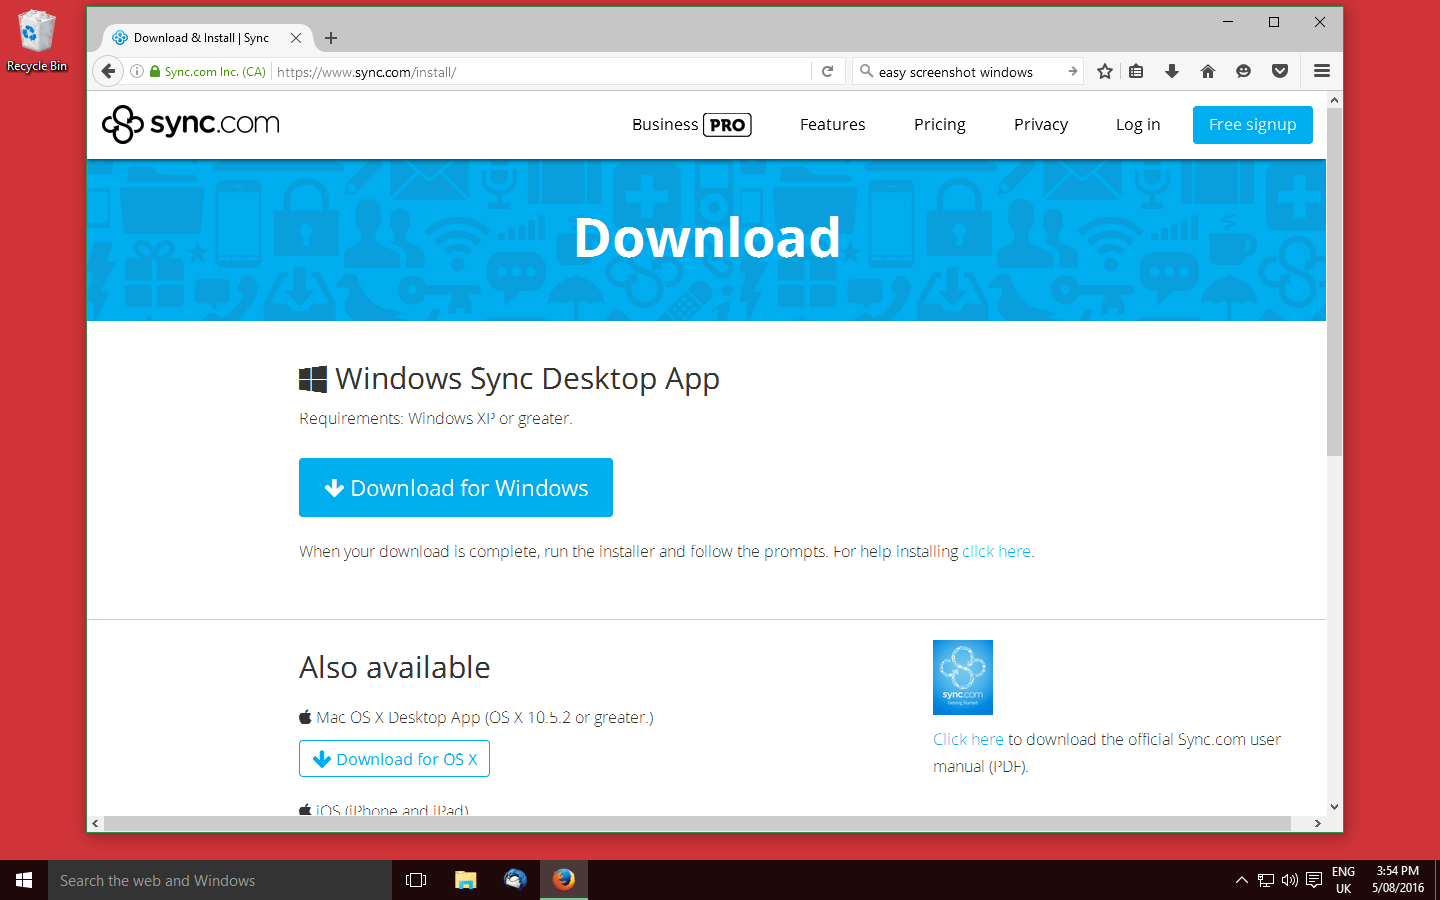 Recycle Bin
Download & Install | Sync
Sync.com Inc. (CA)
https://www.sync.com/install/
easy screenshot windows
sync.com
Business PRO
Features
Pricing
Privacy
Log in
Free signup
Download
Windows Sync Desktop App
Requirements: Windows XP or greater.
Download for Windows
When your download is complete, run the installer and follow the prompts. For help installing click here.
Also available
Mac OS X Desktop App (OS X 10.5.2 or greater.)
Download for OS X
iOS (iPhone and iPad)
sync.com
Getting Started
Click here to download the official Sync.com user
manual (PDF).
Search the web and Windows
ENG
UK
3:54 PM
5/08/2016